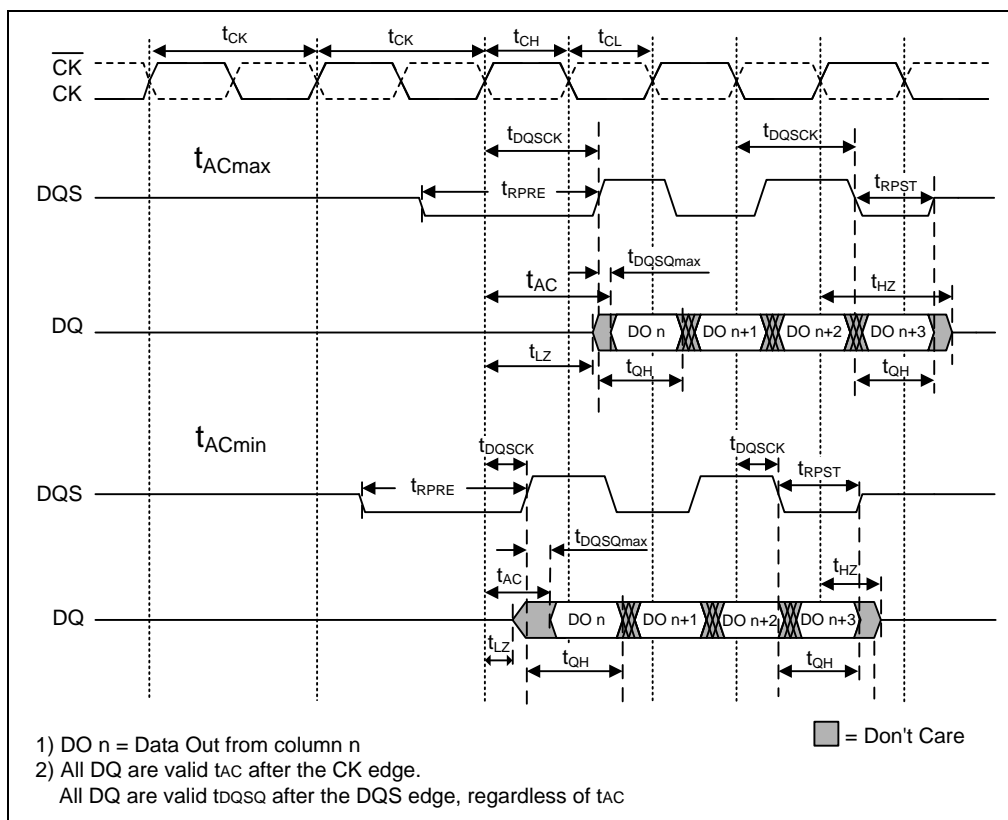 tCK tCK tCH tCL
CK
CK
tDQSCK tDQSCK
tACmax
tRPRE tRPST
DQS
tDQSQmax
tAC tHZ
DQ DO n DO n+1 DO n+2 DO n+3
tLZ
tQH tQH
tACmin
tDQSCK tDQSCK
tRPRE tRPST
DQS
tDQSQmax
tAC tHZ
DQ DO n DO n+1 DO n+2 DO n+3
tLZ
tQH tQH
1) DO n = Data Out from column n
= Don't Care
2) All DQ are valid tAC after the CK edge.
All DQ are valid tDQSQ after the DQS edge, regardless of tAC